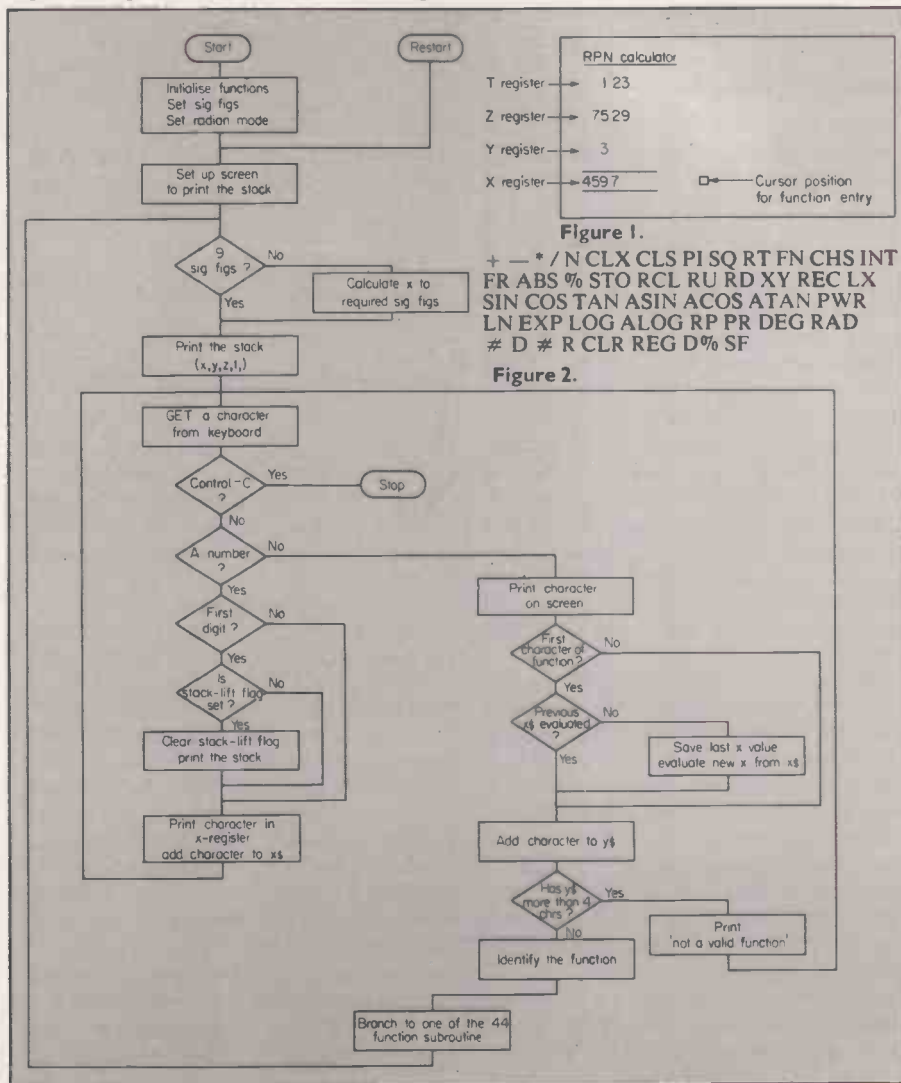 Start
Restart
Initialise functions
Set sig figs
Set radian mode
Set up screen
to print the stack
9
sig figs ?
No
Yes
Calculate x to
required sig figs
Print the stack
(x,y,z,t,)
GET a character
from keyboard
Control-C
?
Yes
Stop
No
A number
?
No
Yes
First
digit ?
No
Yes
Is
stack-lift flag
set ?
No
Yes
Clear stack-lift flag
print the stack
Print character in
x-register
add character to x$
Print character
on screen
First
character of
function ?
No
Yes
Previous
x$ evaluated
?
No
Yes
Save last x value
evaluate new x from x$
Add character to y$
Has y$
more than 4
chrs ?
Yes
No
Print
'not a valid function'
Identify the function
Branch to one of the 44
function subroutine
RPN calculator
T register 1 23
Z register 7529
Y register 3
X register 4597
Cursor position
for function entry
Figure 1.
+ — * / N CLX CLS PI SQ RT FN CHS INT
FR ABS % STO RCL RU RD XY REC LX
SIN COS TAN ASIN ACOS ATAN PWR
LN EXP LOG ALOG RP PR DEG RAD
# D # R CLR REG D% SF
Figure 2.